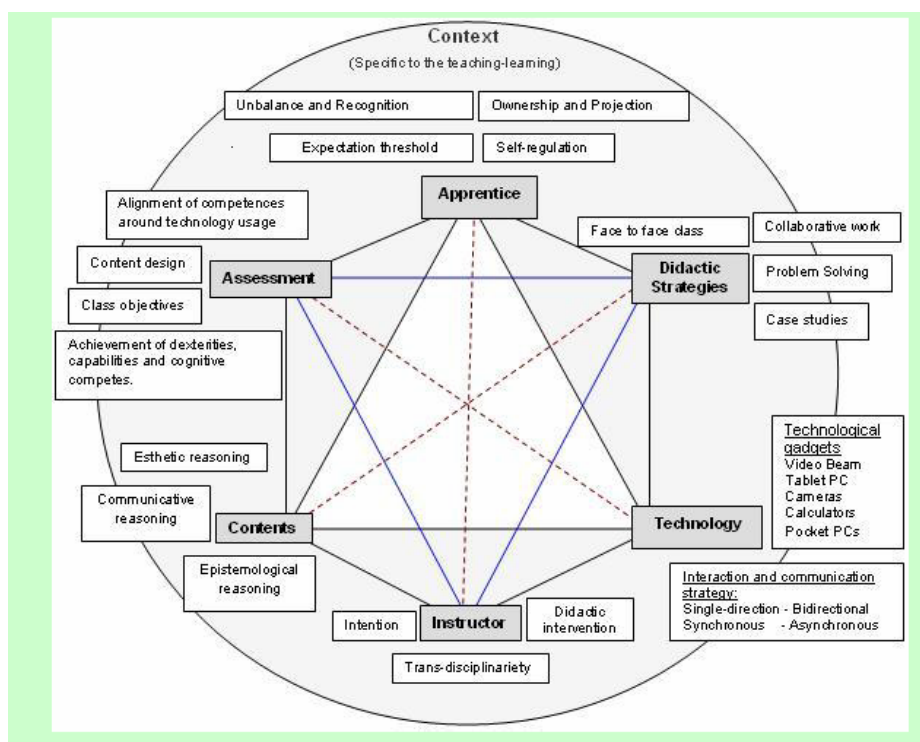 Context
(Specific to the teaching-learning)
Unbalance and Recognition
Ownership and Projection
Expectation threshold
Self-regulation
Apprentice
Alignment of competences
around technology usage
Face to face class
Collaborative work
Content design
Assessment
Didactic
Strategies
Problem Solving
Class objectives
Case studies
Achievement of dexterities,
capabilities and cognitive
competes.
Technological
gadgets
Video Beam
Tablet PC
Cameras
Calculators
Pocket PCs
Esthetic reasoning
Communicative
reasoning
Contents
Technology
Epistemological
reasoning
Interaction and communication
strategy:
Single-direction - Bidirectional
Synchronous - Asynchronous
Intention
Instructor
Didactic
intervention
Trans-disciplinariety